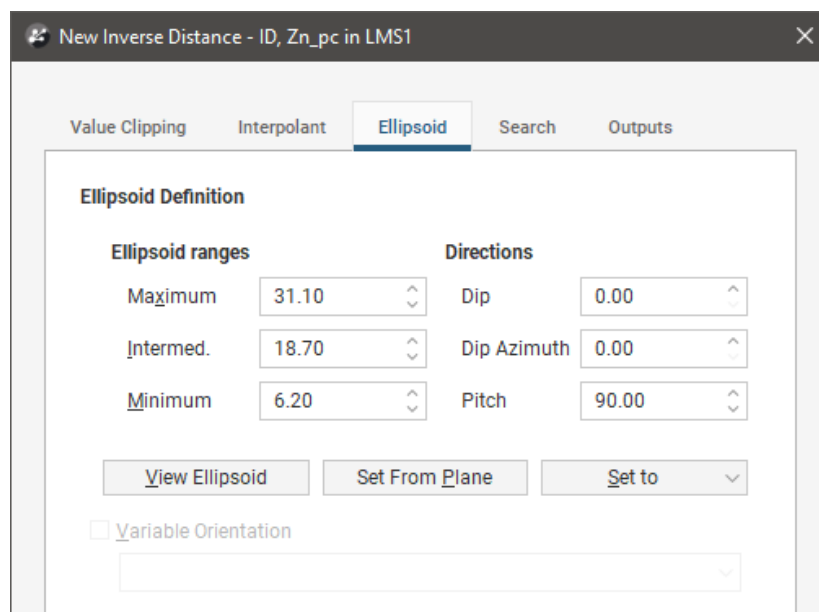 New Inverse Distance - ID, Zn_pc in LMS1
Value Clipping Interpolant Ellipsoid Search Outputs
Ellipsoid Definition
Ellipsoid ranges Directions
Maximum 31.10 Dip 0.00
Intermed. 18.70 Dip Azimuth 0.00
Minimum 6.20 Pitch 90.00
View Ellipsoid Set From Plane Set to
Variable Orientation